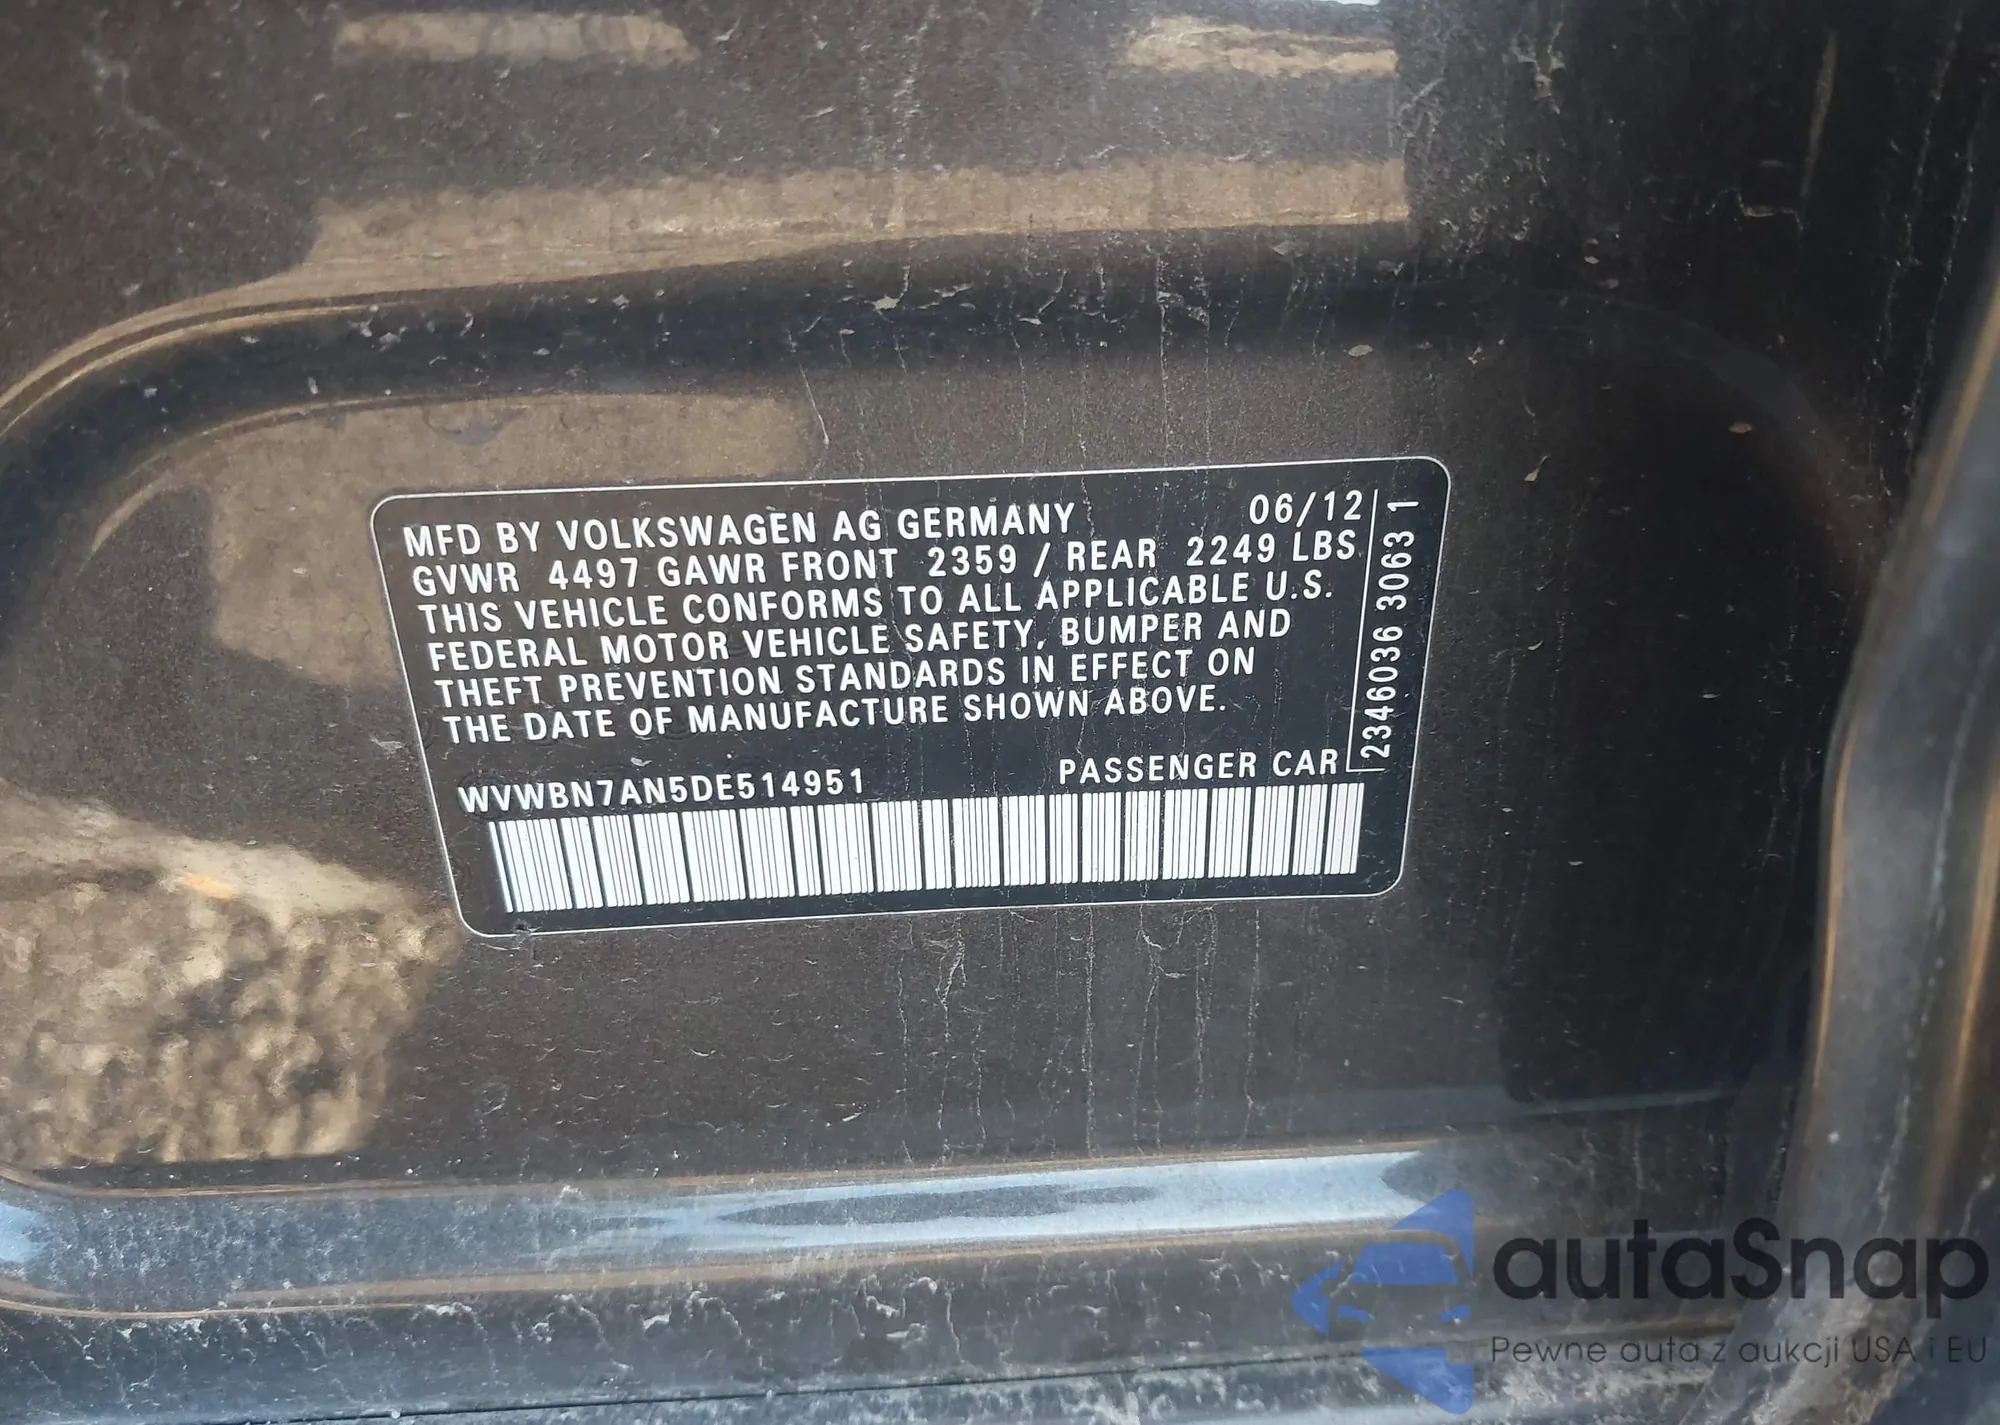 MFD BY VOLKSWAGEN AG GERMANY 06/12
GVWR 4497 GAWR FRONT 2359 / REAR 2249 LBS
THIS VEHICLE CONFORMS TO ALL APPLICABLE U.S.
FEDERAL MOTOR VEHICLE SAFETY, BUMPER AND
THEFT PREVENTION STANDARDS IN EFFECT ON
THE DATE OF MANUFACTURE SHOWN ABOVE.
WVWBN7AN5DE514951 PASSENGER CAR
2346036 3063 1
autaSnap
Pewne auta z aukcji USA i EU